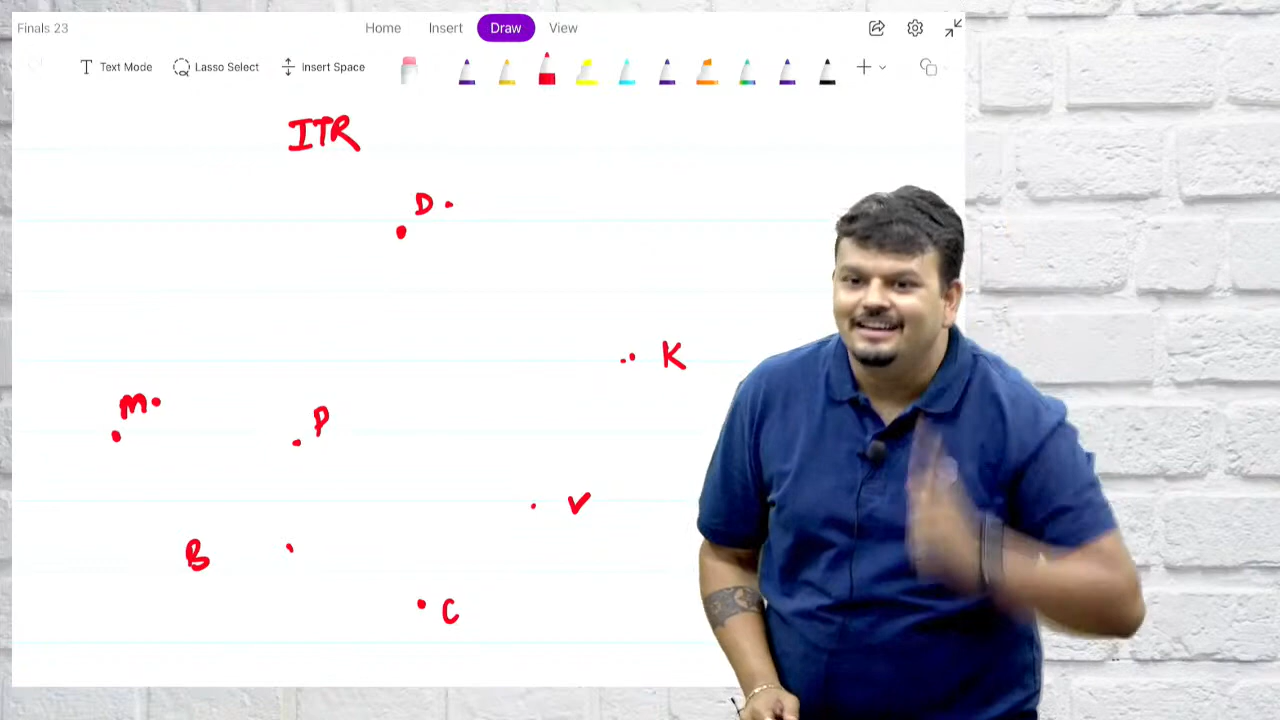 Finals 23
Home Insert Draw View
Text Mode Lasso Select Insert Space
ITR
D
K
M
P
V
B
C